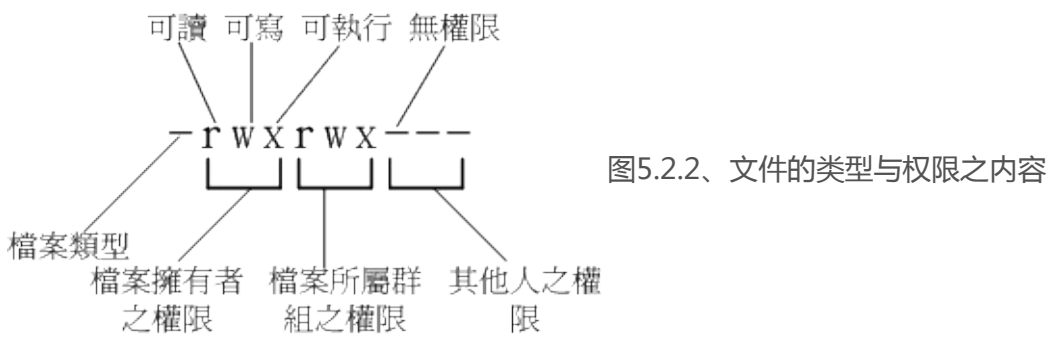 可讀 可寫 可執行 無權限
-rwxrwx---
图5.2.2、文件的类型与权限之内容
檔案類型
檔案擁有者
之權限
檔案所屬群
組之權限
其他人之權
限